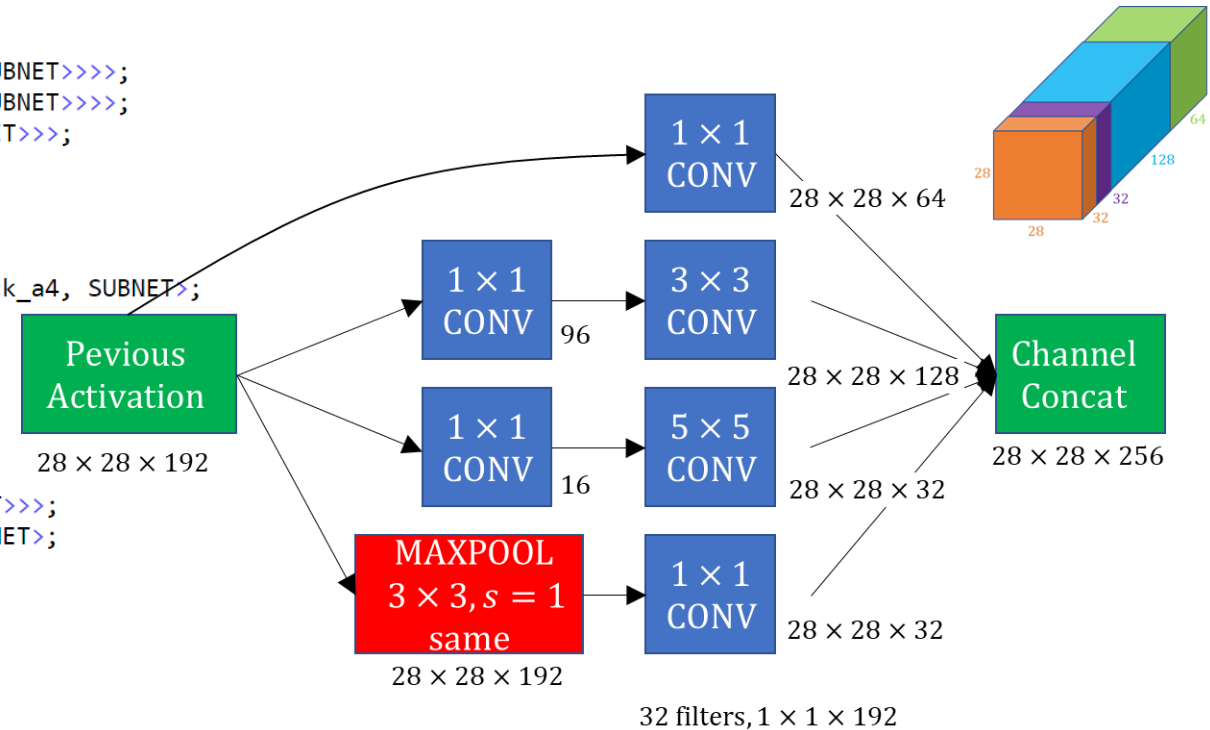 UBNET>>>>;
UBNET>>>>;
ET>>>;
k_a4, SUBNET>;
T>>>;
NET>;
Pevious
Activation
28 × 28 × 192
1 × 1
CONV
28 × 28 × 64
1 × 1
CONV
96
3 × 3
CONV
28 × 28 × 128
1 × 1
CONV
16
5 × 5
CONV
28 × 28 × 32
MAXPOOL
3 × 3, s = 1
same
28 × 28 × 192
1 × 1
CONV
28 × 28 × 32
32 filters, 1 × 1 × 192
Channel
Concat
28 × 28 × 256
28
28
32
32
128
64